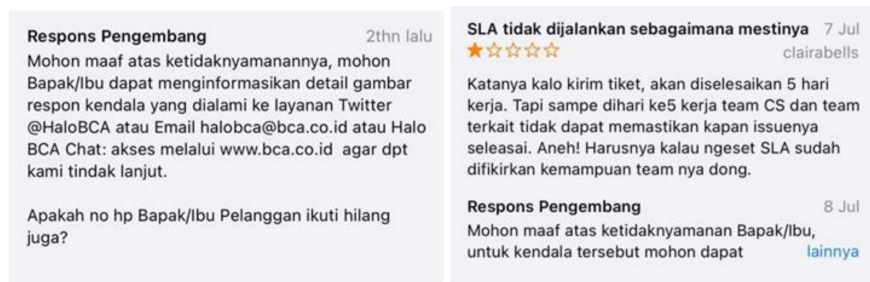 Respons Pengembang 2thn lalu
Mohon maaf atas ketidaknyamanannya, mohon
Bapak/Ibu dapat menginformasikan detail gambar
respon kendala yang dialami ke layanan Twitter
@HaloBCA atau Email halobca@bca.co.id atau Halo
BCA Chat: akses melalui www.bca.co.id agar dpt
kami tindak lanjut.
Apakah no hp Bapak/Ibu Pelanggan ikuti hilang
juga?
SLA tidak dijalankan sebagaimana mestinya 7 Jul
clairabells
Katanya kalo kirim tiket, akan diselesaikan 5 hari
kerja. Tapi sampe dihari ke5 kerja team CS dan team
terkait tidak dapat memastikan kapan issuenya
seleasai. Aneh! Harusnya kalau ngeset SLA sudah
difikirkan kemampuan team nya dong.
Respons Pengembang 8 Jul
Mohon maaf atas ketidaknyamanan Bapak/Ibu,
untuk kendala tersebut mohon dapat lainnya